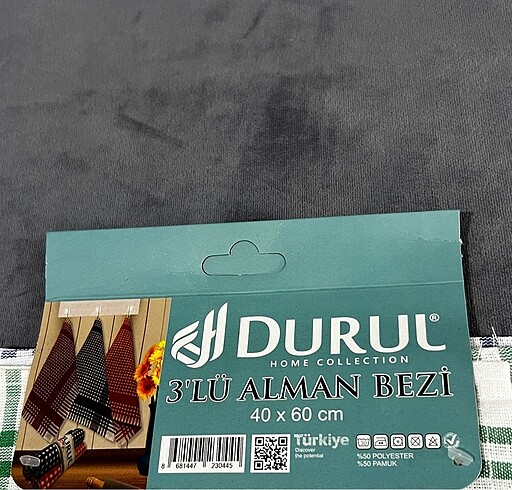 DURUL®
HOME COLLECTION
3'LÜ ALMAN BEZİ
40 x 60 cm
8 681447 230445
Türkiye
Discover
the potential
%50 POLYESTER
%50 PAMUK
DURUL